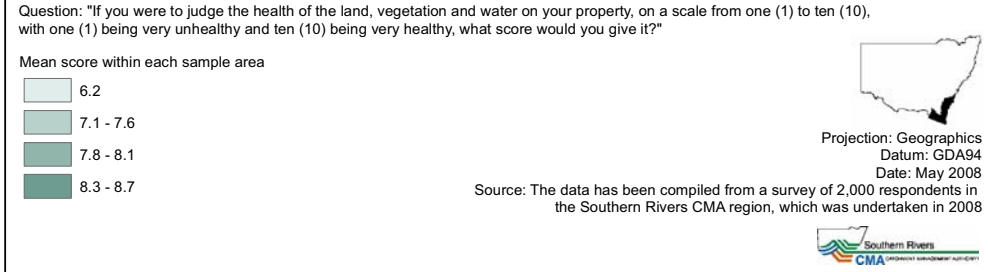 Question: "If you were to judge the health of the land, vegetation and water on your property, on a scale from one (1) to ten (10),
with one (1) being very unhealthy and ten (10) being very healthy, what score would you give it?"
Mean score within each sample area
6.2
7.1 - 7.6
7.8 - 8.1
8.3 - 8.7
Projection: Geographics
Datum: GDA94
Date: May 2008
Source: The data has been compiled from a survey of 2,000 respondents in
the Southern Rivers CMA region, which was undertaken in 2008
Southern Rivers
CMA CATCHMENT MANAGEMENT AUTHORITY